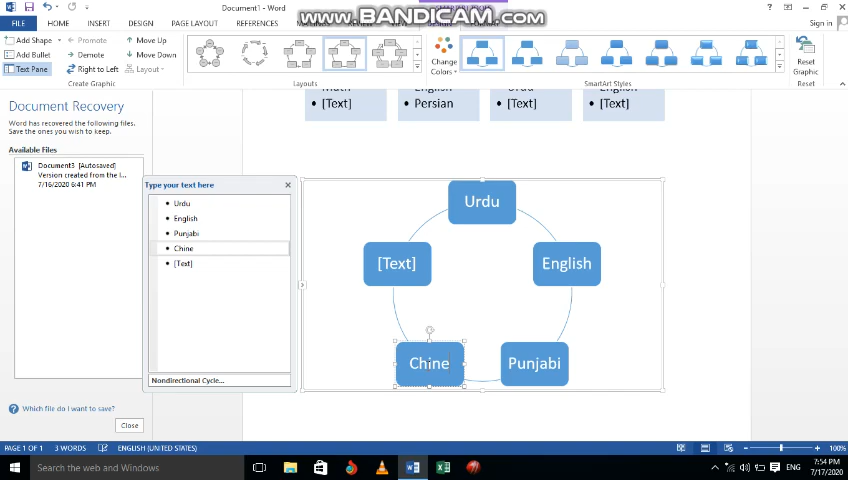 Document1 - Word
www.BANDICAM.com
Sign in
FILE HOME INSERT DESIGN PAGE LAYOUT REFERENCES
Add Shape Promote Move Up
Add Bullet Demote Move Down
Text Pane Right to Left Layout
Create Graphic
Layouts
Change
Colors
SmartArt Styles
Reset
Graphic
Reset
Document Recovery
Word has recovered the following files.
Save the ones you wish to keep.
Available Files
Document3 [Autosaved]
Version created from the l...
7/16/2020 6:41 PM
Which file do I want to save?
Close
Type your text here
Urdu
English
Punjabi
Chine
[Text]
Nondirectional Cycle...
• [Text] • Persian • [Text] • [Text]
Urdu
[Text]
English
Chine
Punjabi
PAGE 1 OF 1 3 WORDS ENGLISH (UNITED STATES)
100%
Search the web and Windows
ENG
7:54 PM
7/17/2020